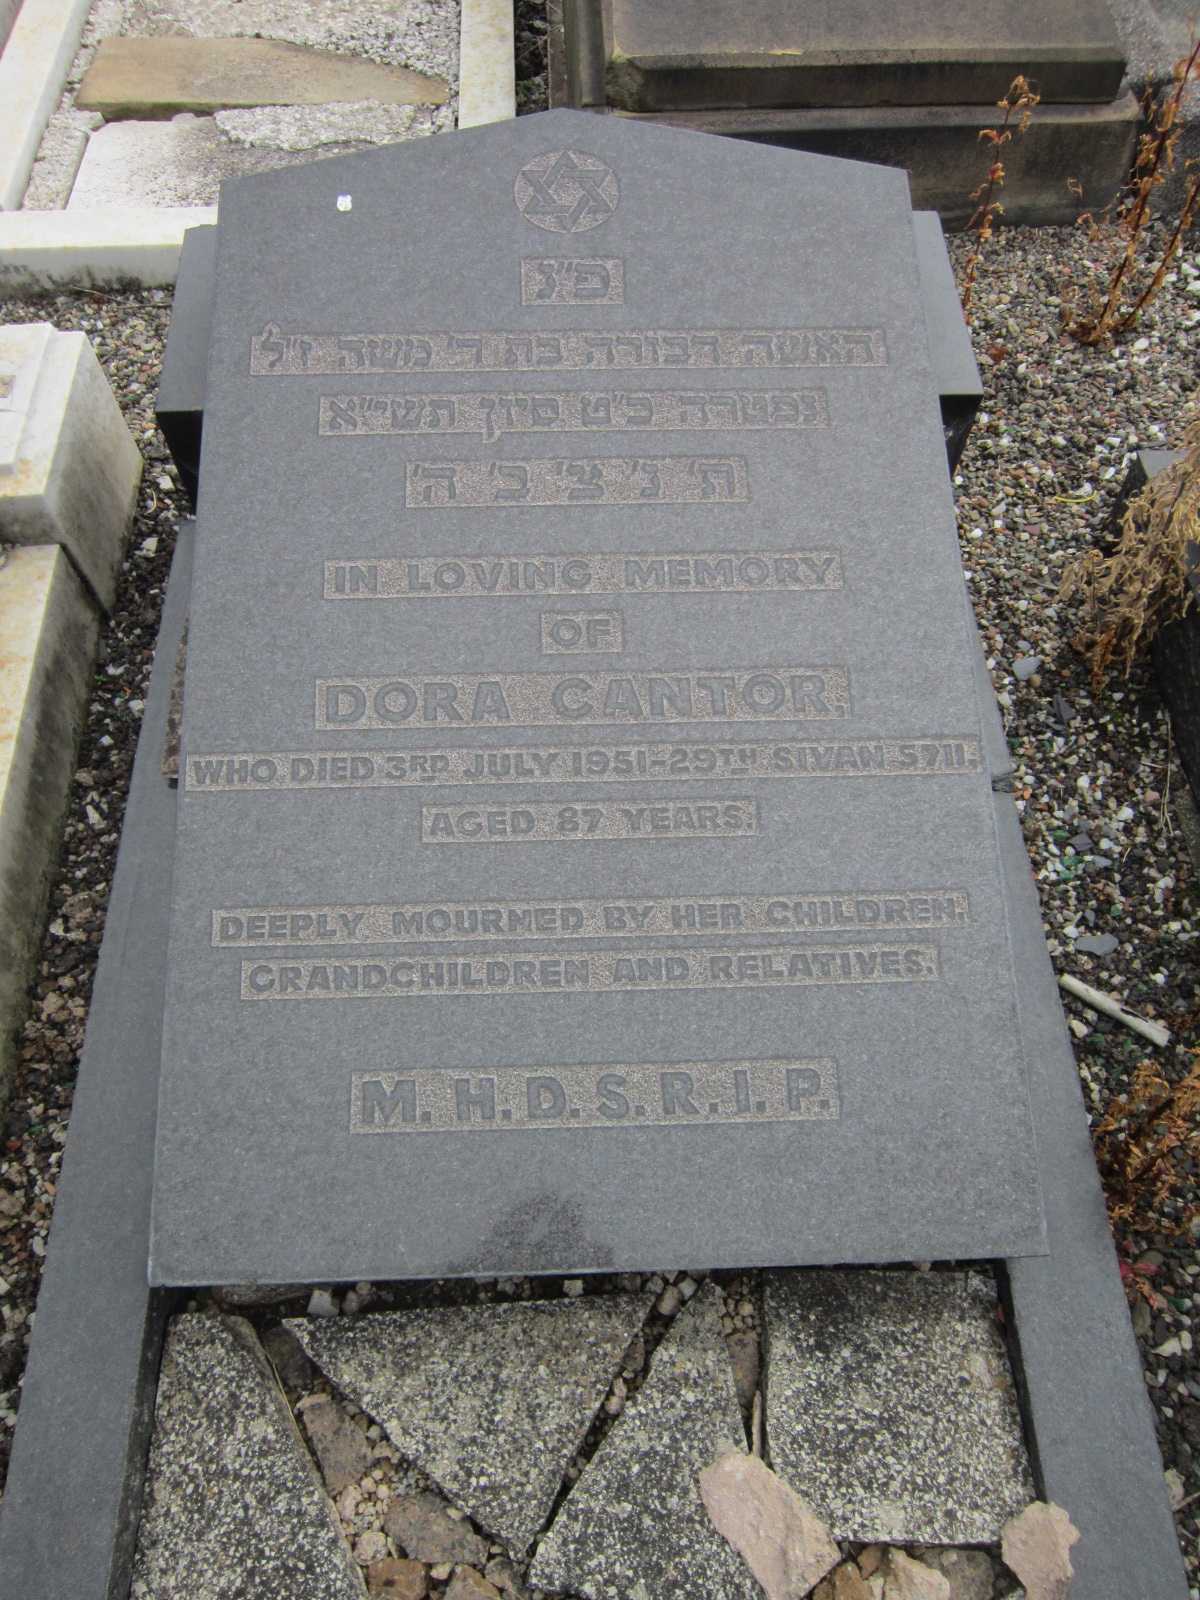 פ"נ
האשה דבורה בת ר' משה ז"ל
נפטרה כ"ט סיון תשי"א
ת' נ' צ' ב' ה'
IN LOVING MEMORY
OF
DORA CANTOR,
WHO DIED 3RD JULY 1951-29TH SIVAN 5711,
AGED 87 YEARS.
DEEPLY MOURNED BY HER CHILDREN,
GRANDCHILDREN AND RELATIVES.
M.H.D.S.R.I.P.